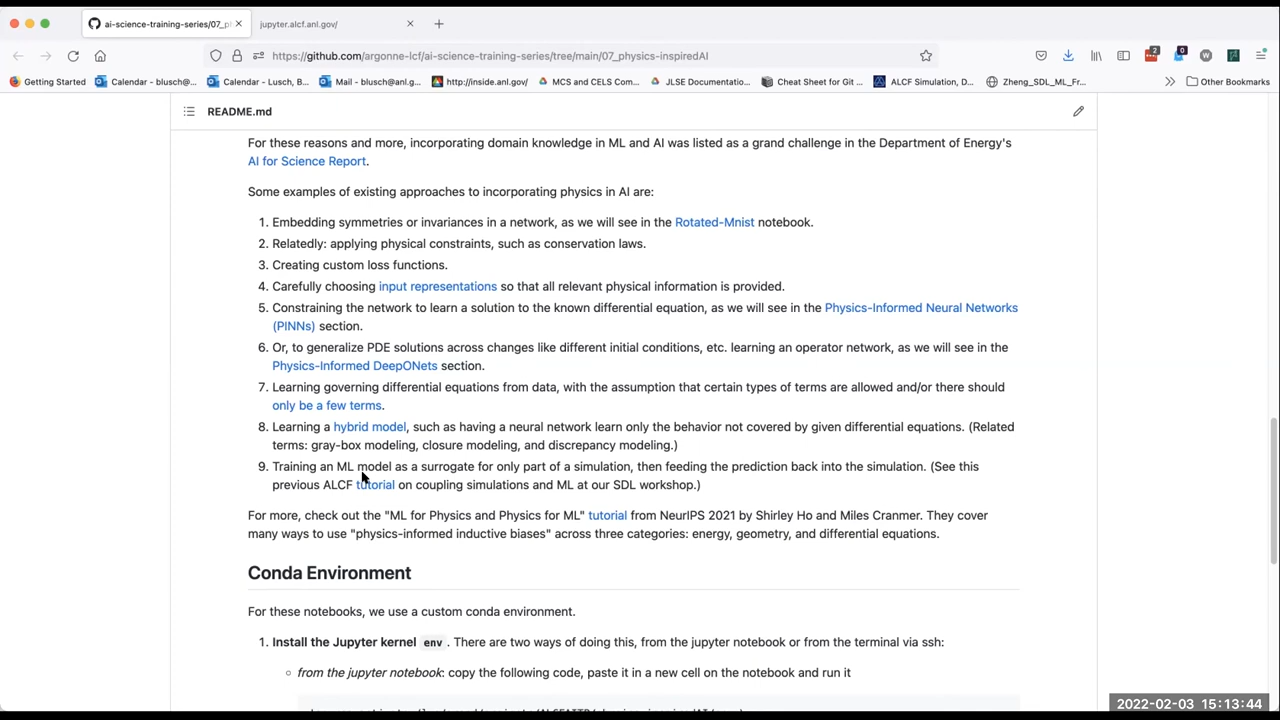 ai-science-training-series/07_ph
jupyter.alcf.anl.gov/
https://github.com/argonne-lcf/ai-science-training-series/tree/main/07_physics-inspiredAI
Getting Started
Calendar - blusch@...
Calendar - Lusch, B...
Mail - blusch@anl.g...
http://inside.anl.gov/
MCS and CELS Com...
JLSE Documentatio...
Cheat Sheet for Git ...
ALCF Simulation, D...
Zheng_SDL_ML_Fr...
Other Bookmarks
README.md
For these reasons and more, incorporating domain knowledge in ML and AI was listed as a grand challenge in the Department of Energy's
AI for Science Report.
Some examples of existing approaches to incorporating physics in AI are:
1. Embedding symmetries or invariances in a network, as we will see in the Rotated-Mnist notebook.
2. Relatedly: applying physical constraints, such as conservation laws.
3. Creating custom loss functions.
4. Carefully choosing input representations so that all relevant physical information is provided.
5. Constraining the network to learn a solution to the known differential equation, as we will see in the Physics-Informed Neural Networks
(PINNs) section.
6. Or, to generalize PDE solutions across changes like different initial conditions, etc. learning an operator network, as we will see in the
Physics-Informed DeepONets section.
7. Learning governing differential equations from data, with the assumption that certain types of terms are allowed and/or there should
only be a few terms.
8. Learning a hybrid model, such as having a neural network learn only the behavior not covered by given differential equations. (Related
terms: gray-box modeling, closure modeling, and discrepancy modeling.)
9. Training an ML model as a surrogate for only part of a simulation, then feeding the prediction back into the simulation. (See this
previous ALCF tutorial on coupling simulations and ML at our SDL workshop.)
For more, check out the "ML for Physics and Physics for ML" tutorial from NeurIPS 2021 by Shirley Ho and Miles Cranmer. They cover
many ways to use "physics-informed inductive biases" across three categories: energy, geometry, and differential equations.
Conda Environment
For these notebooks, we use a custom conda environment.
1. Install the Jupyter kernel env . There are two ways of doing this, from the jupyter notebook or from the terminal via ssh:
from the jupyter notebook: copy the following code, paste it in a new cell on the notebook and run it
2022-02-03 15:13:44